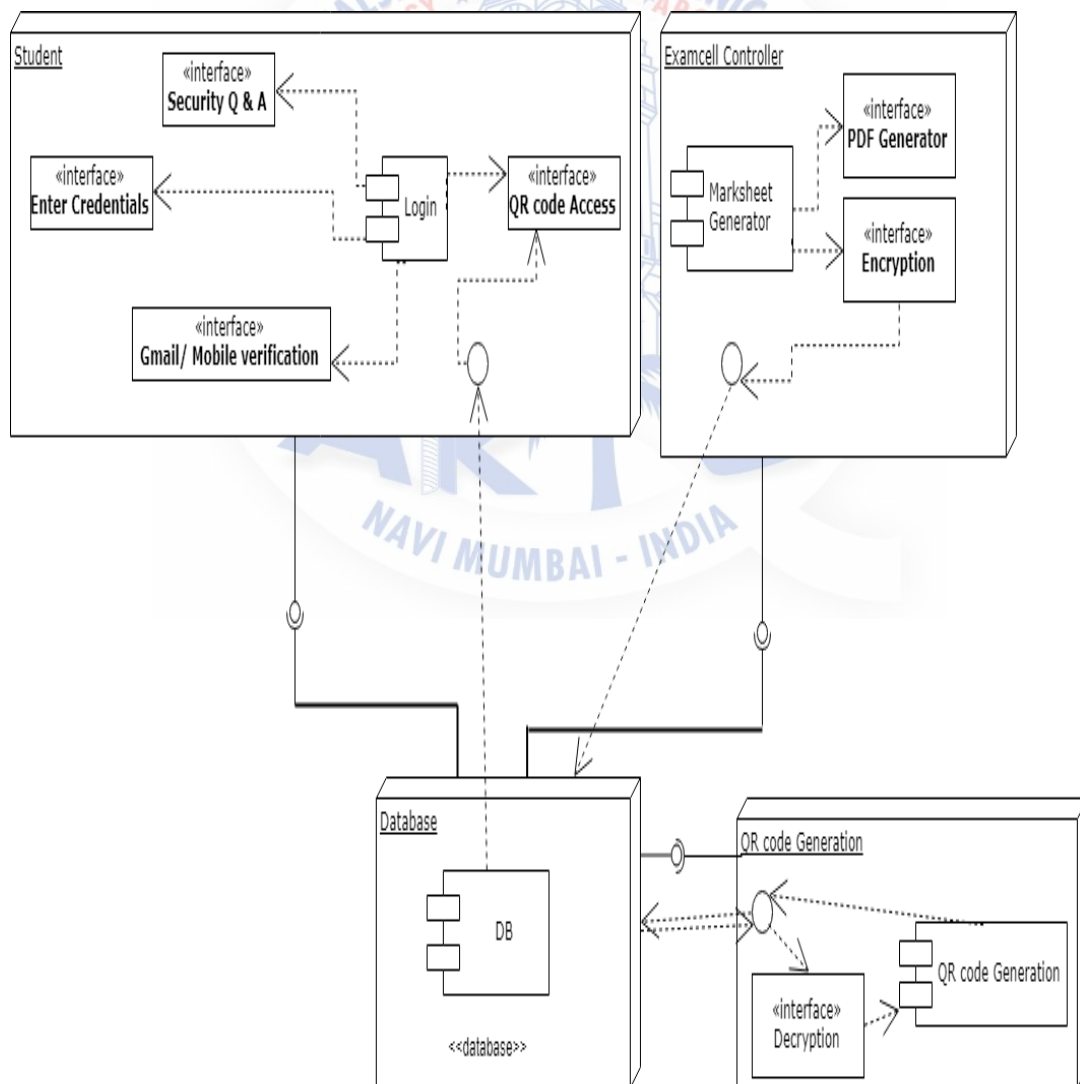 Student
«interface»
Security Q & A
«interface»
Enter Credentials
Login
«interface»
QR code Access
«interface»
Gmail/ Mobile verification
Examcell Controller
«interface»
PDF Generator
Marksheet
Generator
«interface»
Encryption
NAVI MUMBAI - INDIA
Database
DB
<<database>>
QR code Generation
QR code Generation
«interface»
Decryption